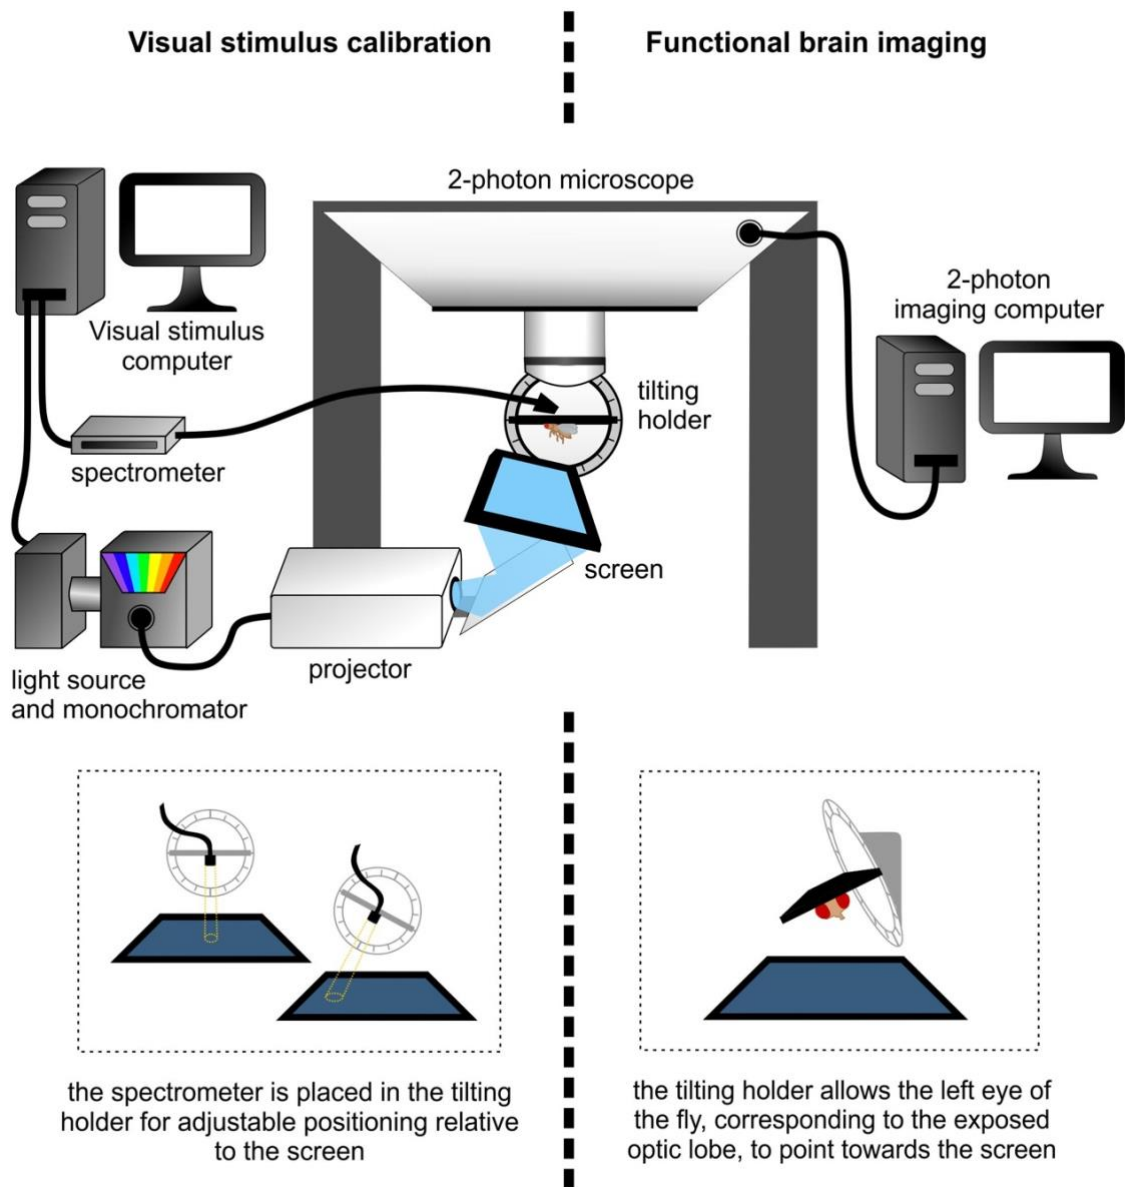 Visual stimulus calibration
Functional brain imaging
2-photon microscope
Visual stimulus
computer
2-photon
imaging computer
tilting
holder
spectrometer
screen
projector
light source
and monochromator
the spectrometer is placed in the tilting
holder for adjustable positioning relative
to the screen
the tilting holder allows the left eye of
the fly, corresponding to the exposed
optic lobe, to point towards the screen